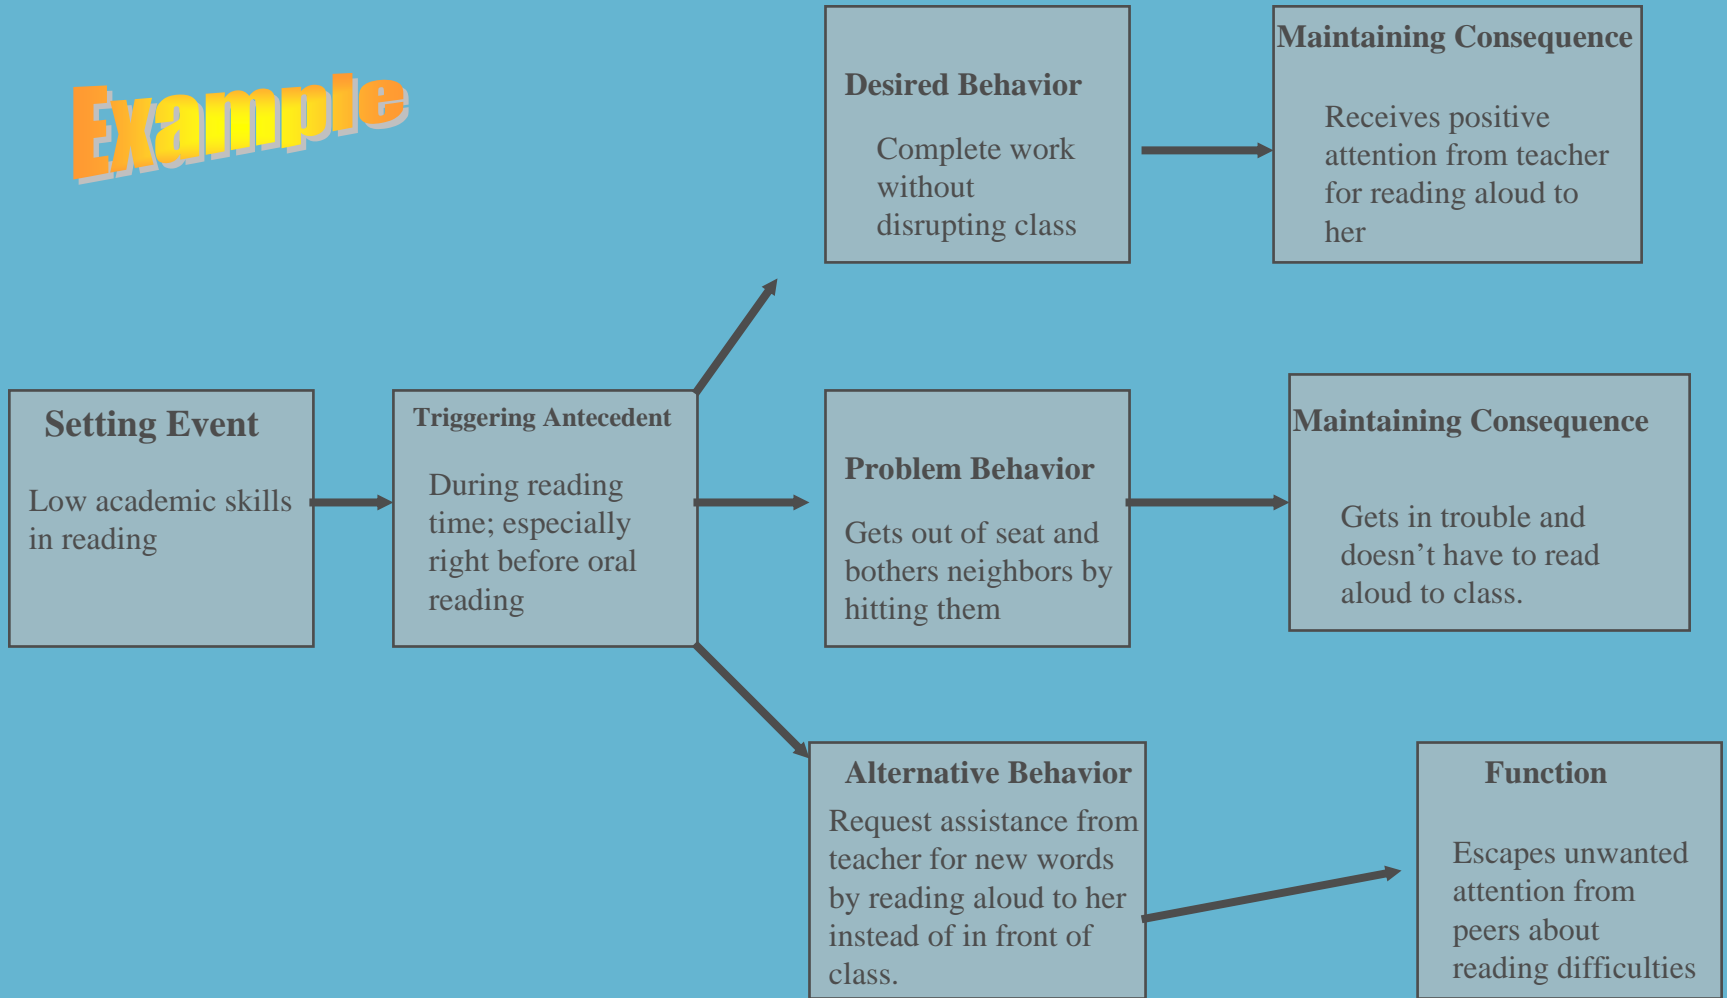 Example
Desired Behavior
Complete work
without
disrupting class
Maintaining Consequence
Receives positive
attention from teacher
for reading aloud to
her
Setting Event
Low academic skills
in reading
Triggering Antecedent
During reading
time; especially
right before oral
reading
Problem Behavior
Gets out of seat and
bothers neighbors by
hitting them
Maintaining Consequence
Gets in trouble and
doesn’t have to read
aloud to class.
Alternative Behavior
Request assistance from
teacher for new words
by reading aloud to her
instead of in front of
class.
Function
Escapes unwanted
attention from
peers about
reading difficulties